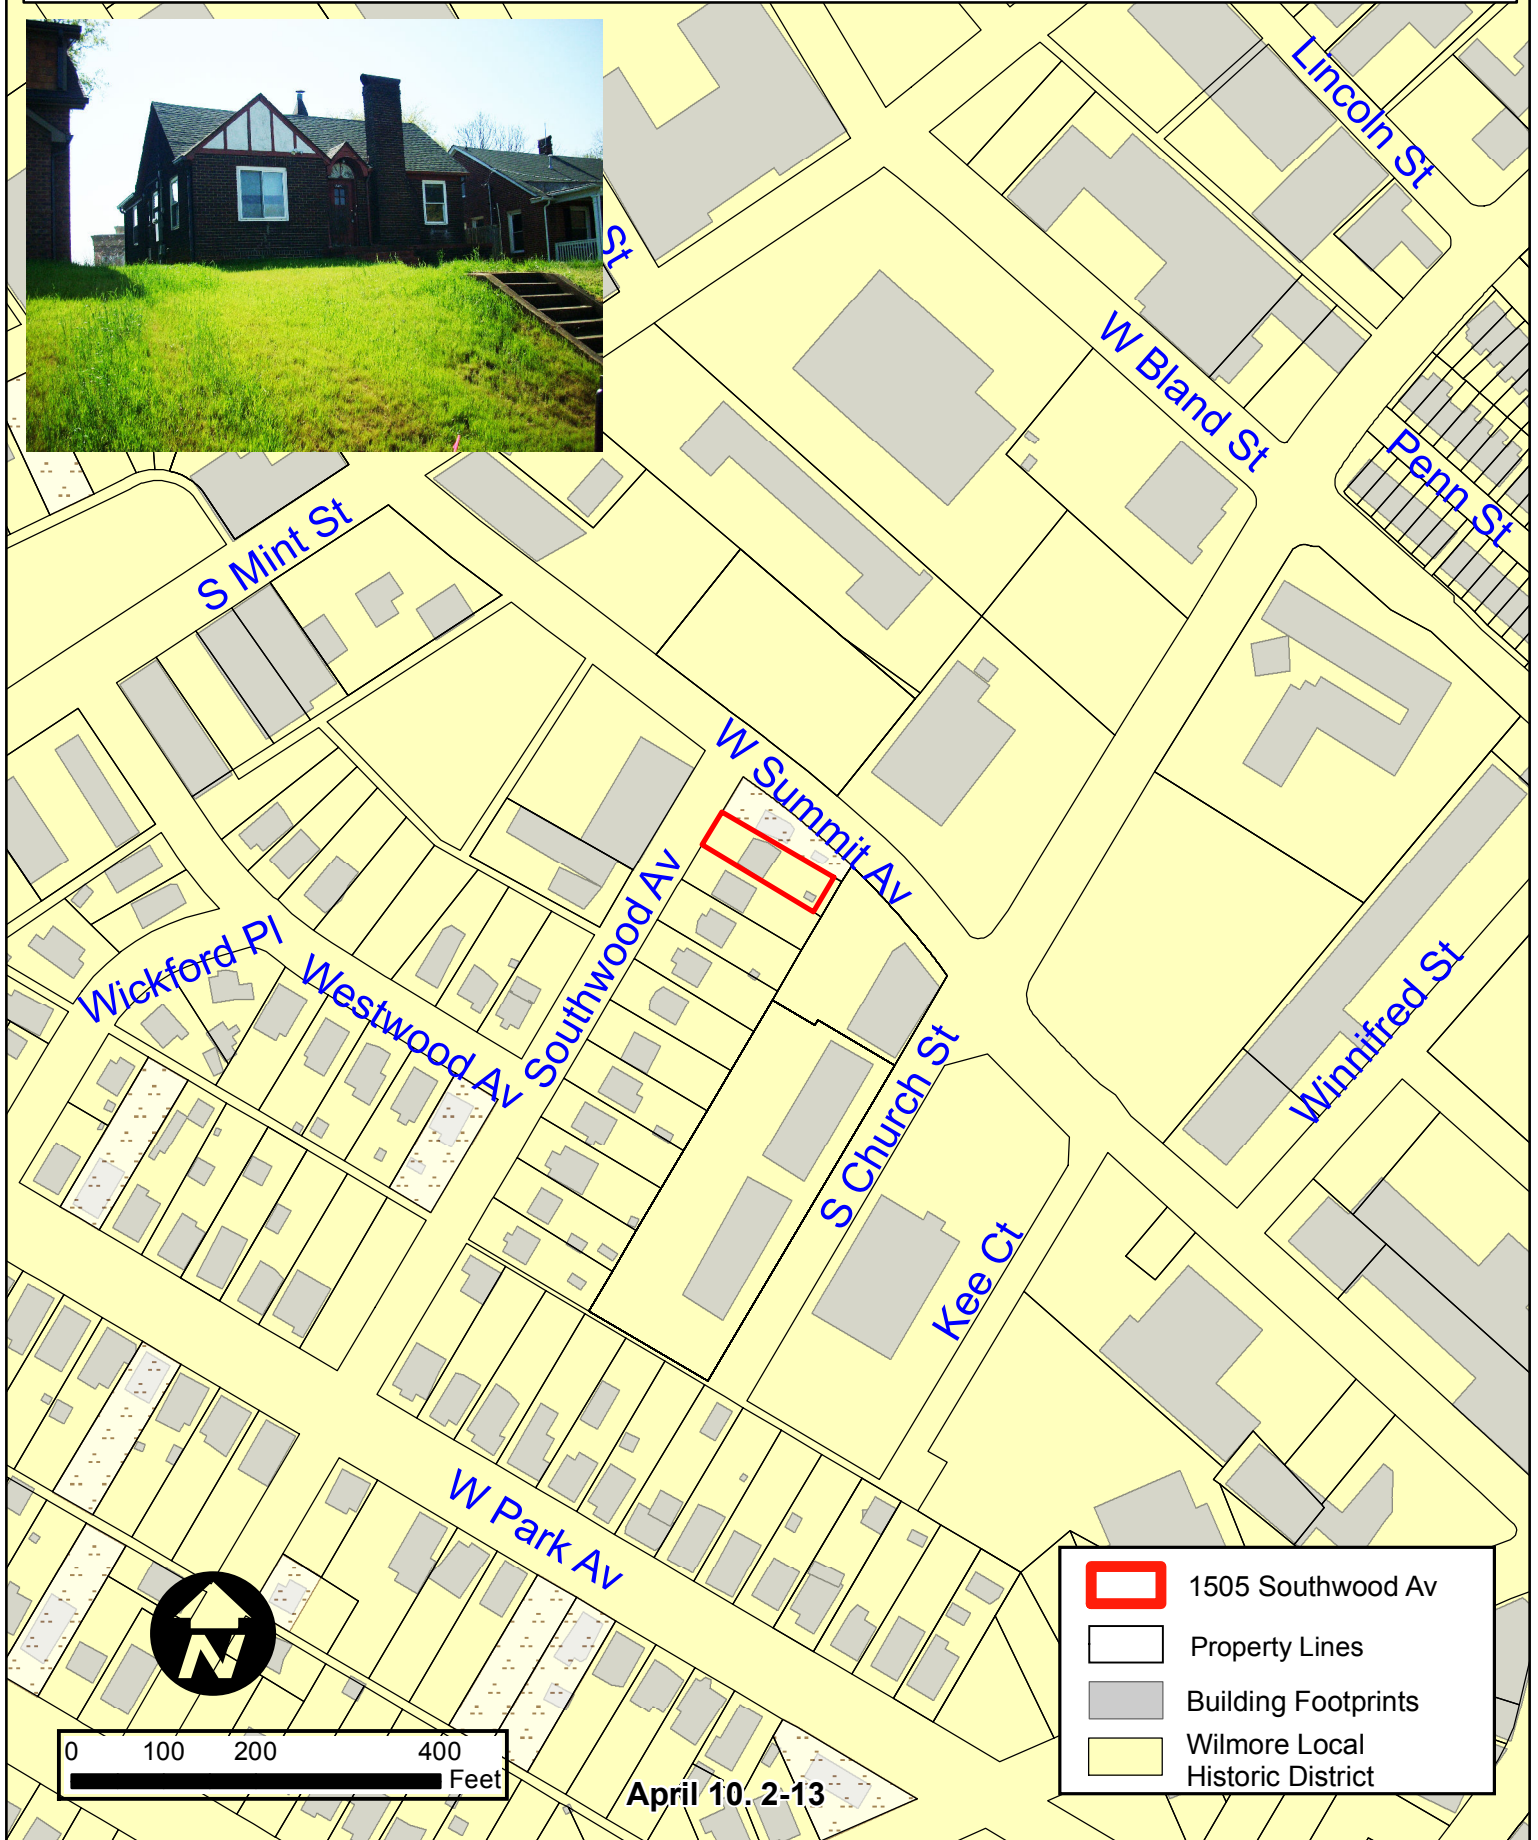 Lincoln St
St
W Bland St
Penn St
S Mint St
W Summit Av
Southwood Av
Wickford Pl
Westwood Av
Winnifred St
S Church St
Kee Ct
W Park Av
N
1505 Southwood Av
Property Lines
Building Footprints
Wilmore Local
Historic District
0 100 200 400
Feet
April 10. 2-13